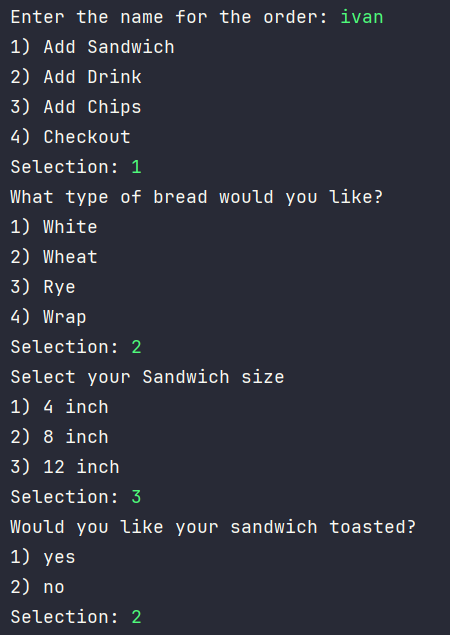 Enter the name for the order: ivan
1) Add Sandwich
2) Add Drink
3) Add Chips
4) Checkout
Selection: 1
What type of bread would you like?
1) White
2) Wheat
3) Rye
4) Wrap
Selection: 2
Select your Sandwich size
1) 4 inch
2) 8 inch
3) 12 inch
Selection: 3
Would you like your sandwich toasted?
1) yes
2) no
Selection: 2